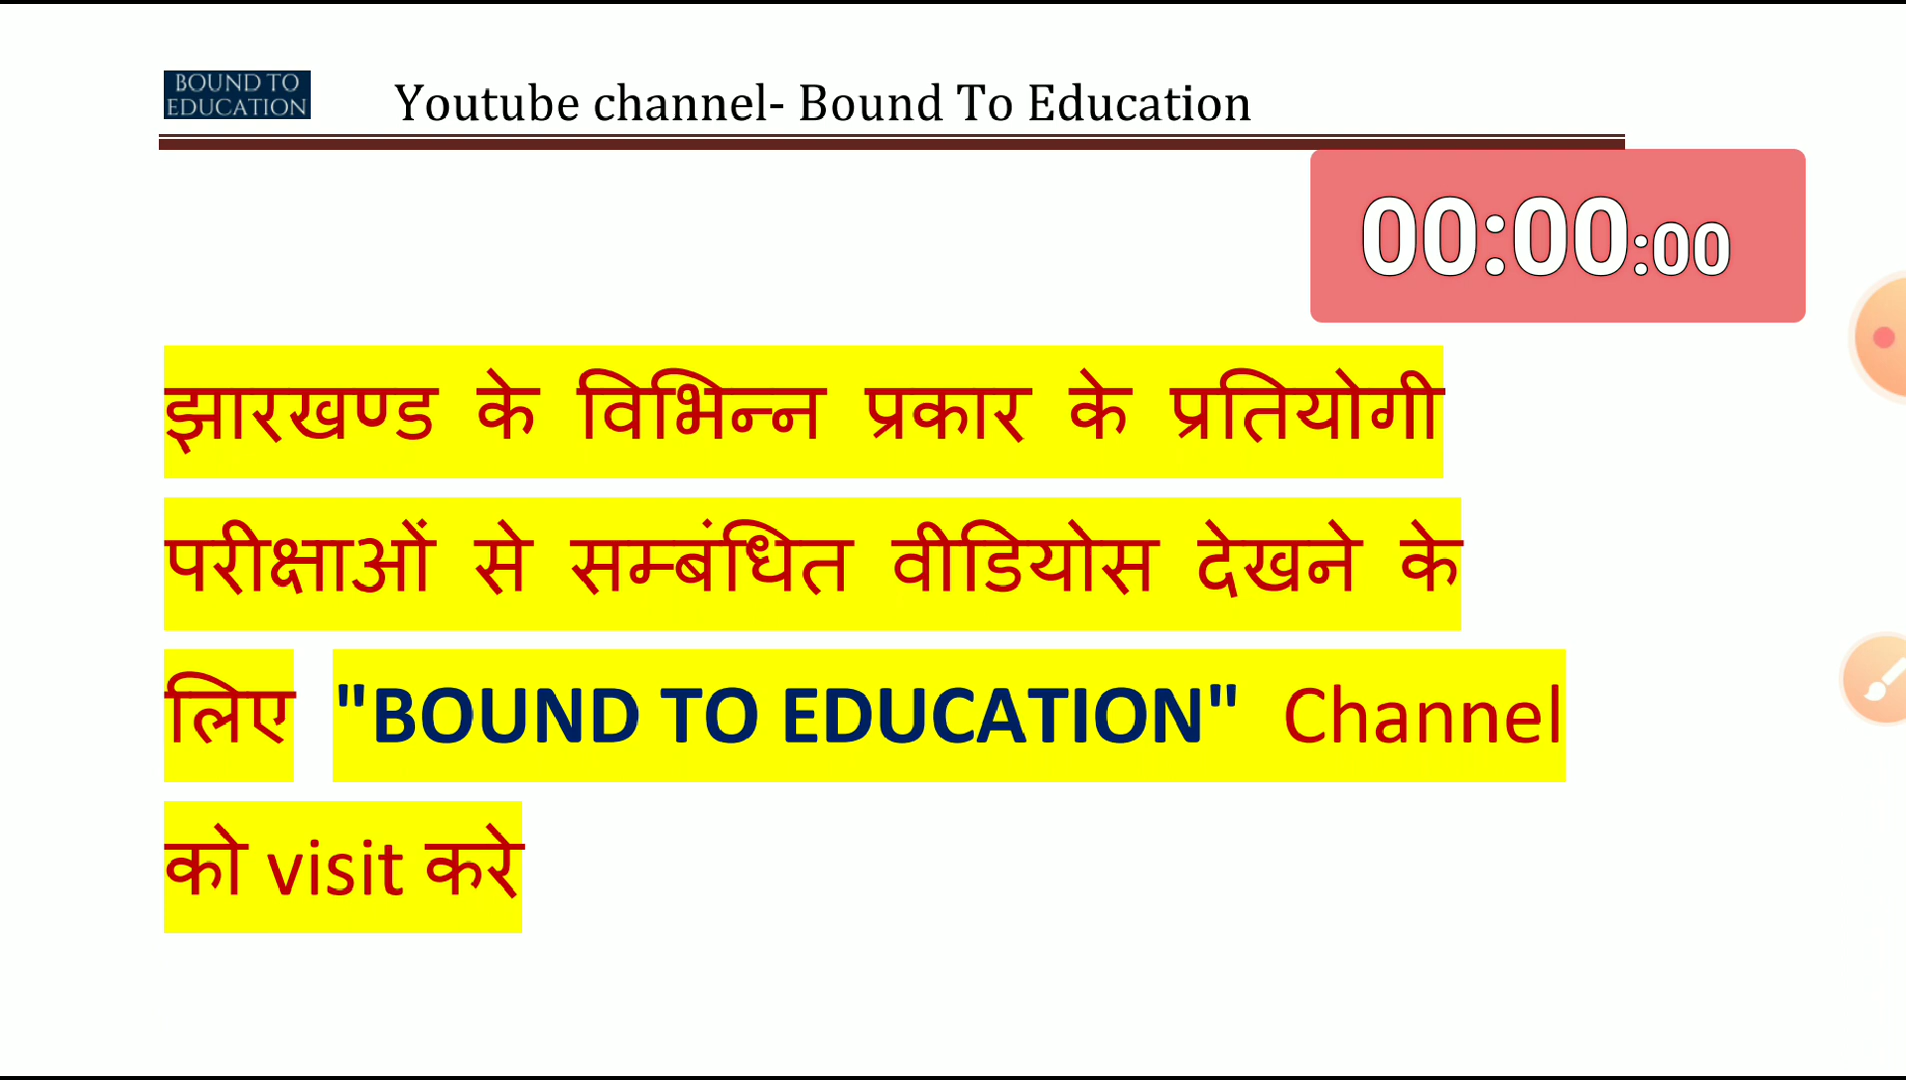 BOUND TO
EDUCATION
Youtube channel- Bound To Education
00:00:00
झारखण्ड के विभिन्न प्रकार के प्रतियोगी
परीक्षाओं से सम्बंधित वीडियोस देखने के
लिए "BOUND TO EDUCATION" Channel
को visit करे